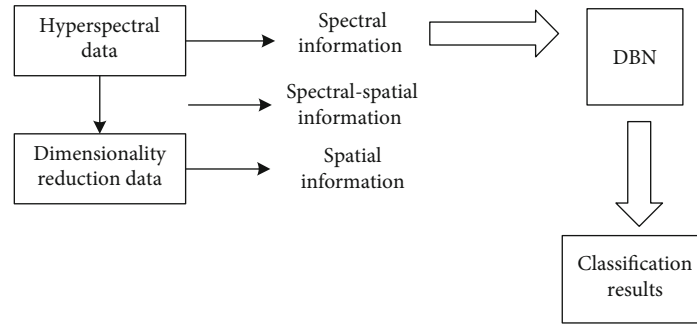 Hyperspectral
data
Spectral
information
DBN
Spectral-spatial
information
Dimensionality
reduction data
Spatial
information
Classification
results